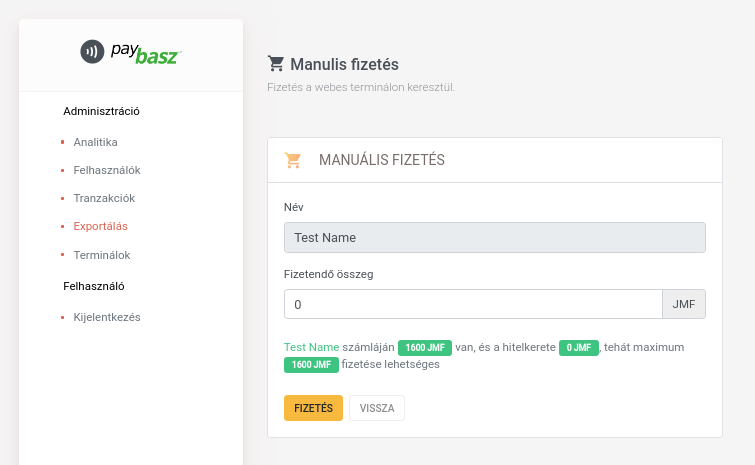 pay
basz
Adminisztráció
Analitika
Felhasználók
Tranzakciók
Exportálás
Terminálok
Felhasználó
Kijelentkezés
Manulis fizetés
Fizetés a webes terminálon keresztül.
MANUÁLIS FIZETÉS
Név
Test Name
Fizetendő összeg
0 JMF
Test Name számláján 1600 JMF van, és a hitelkerete 0 JMF, tehát maximum
1600 JMF fizetése lehetséges
FIZETÉS VISSZA